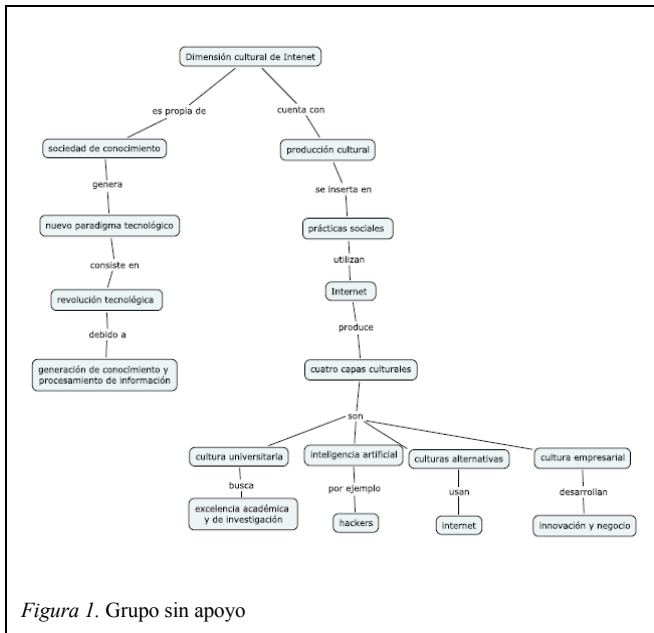 Dimensión cultural de Intenet
es propia de
cuenta con
sociedad de conocimiento
producción cultural
genera
se inserta en
nuevo paradigma tecnológico
prácticas sociales
consiste en
utilizan
revolución tecnológica
Internet
debido a
produce
generación de conocimiento y
procesamiento de información
cuatro capas culturales
son
cultura universitaria
inteligencia artificial
culturas alternativas
cultura empresarial
busca
por ejemplo
usan
desarrollan
excelencia académica
y de investigación
hackers
internet
innovación y negocio
Figura 1. Grupo sin apoyo